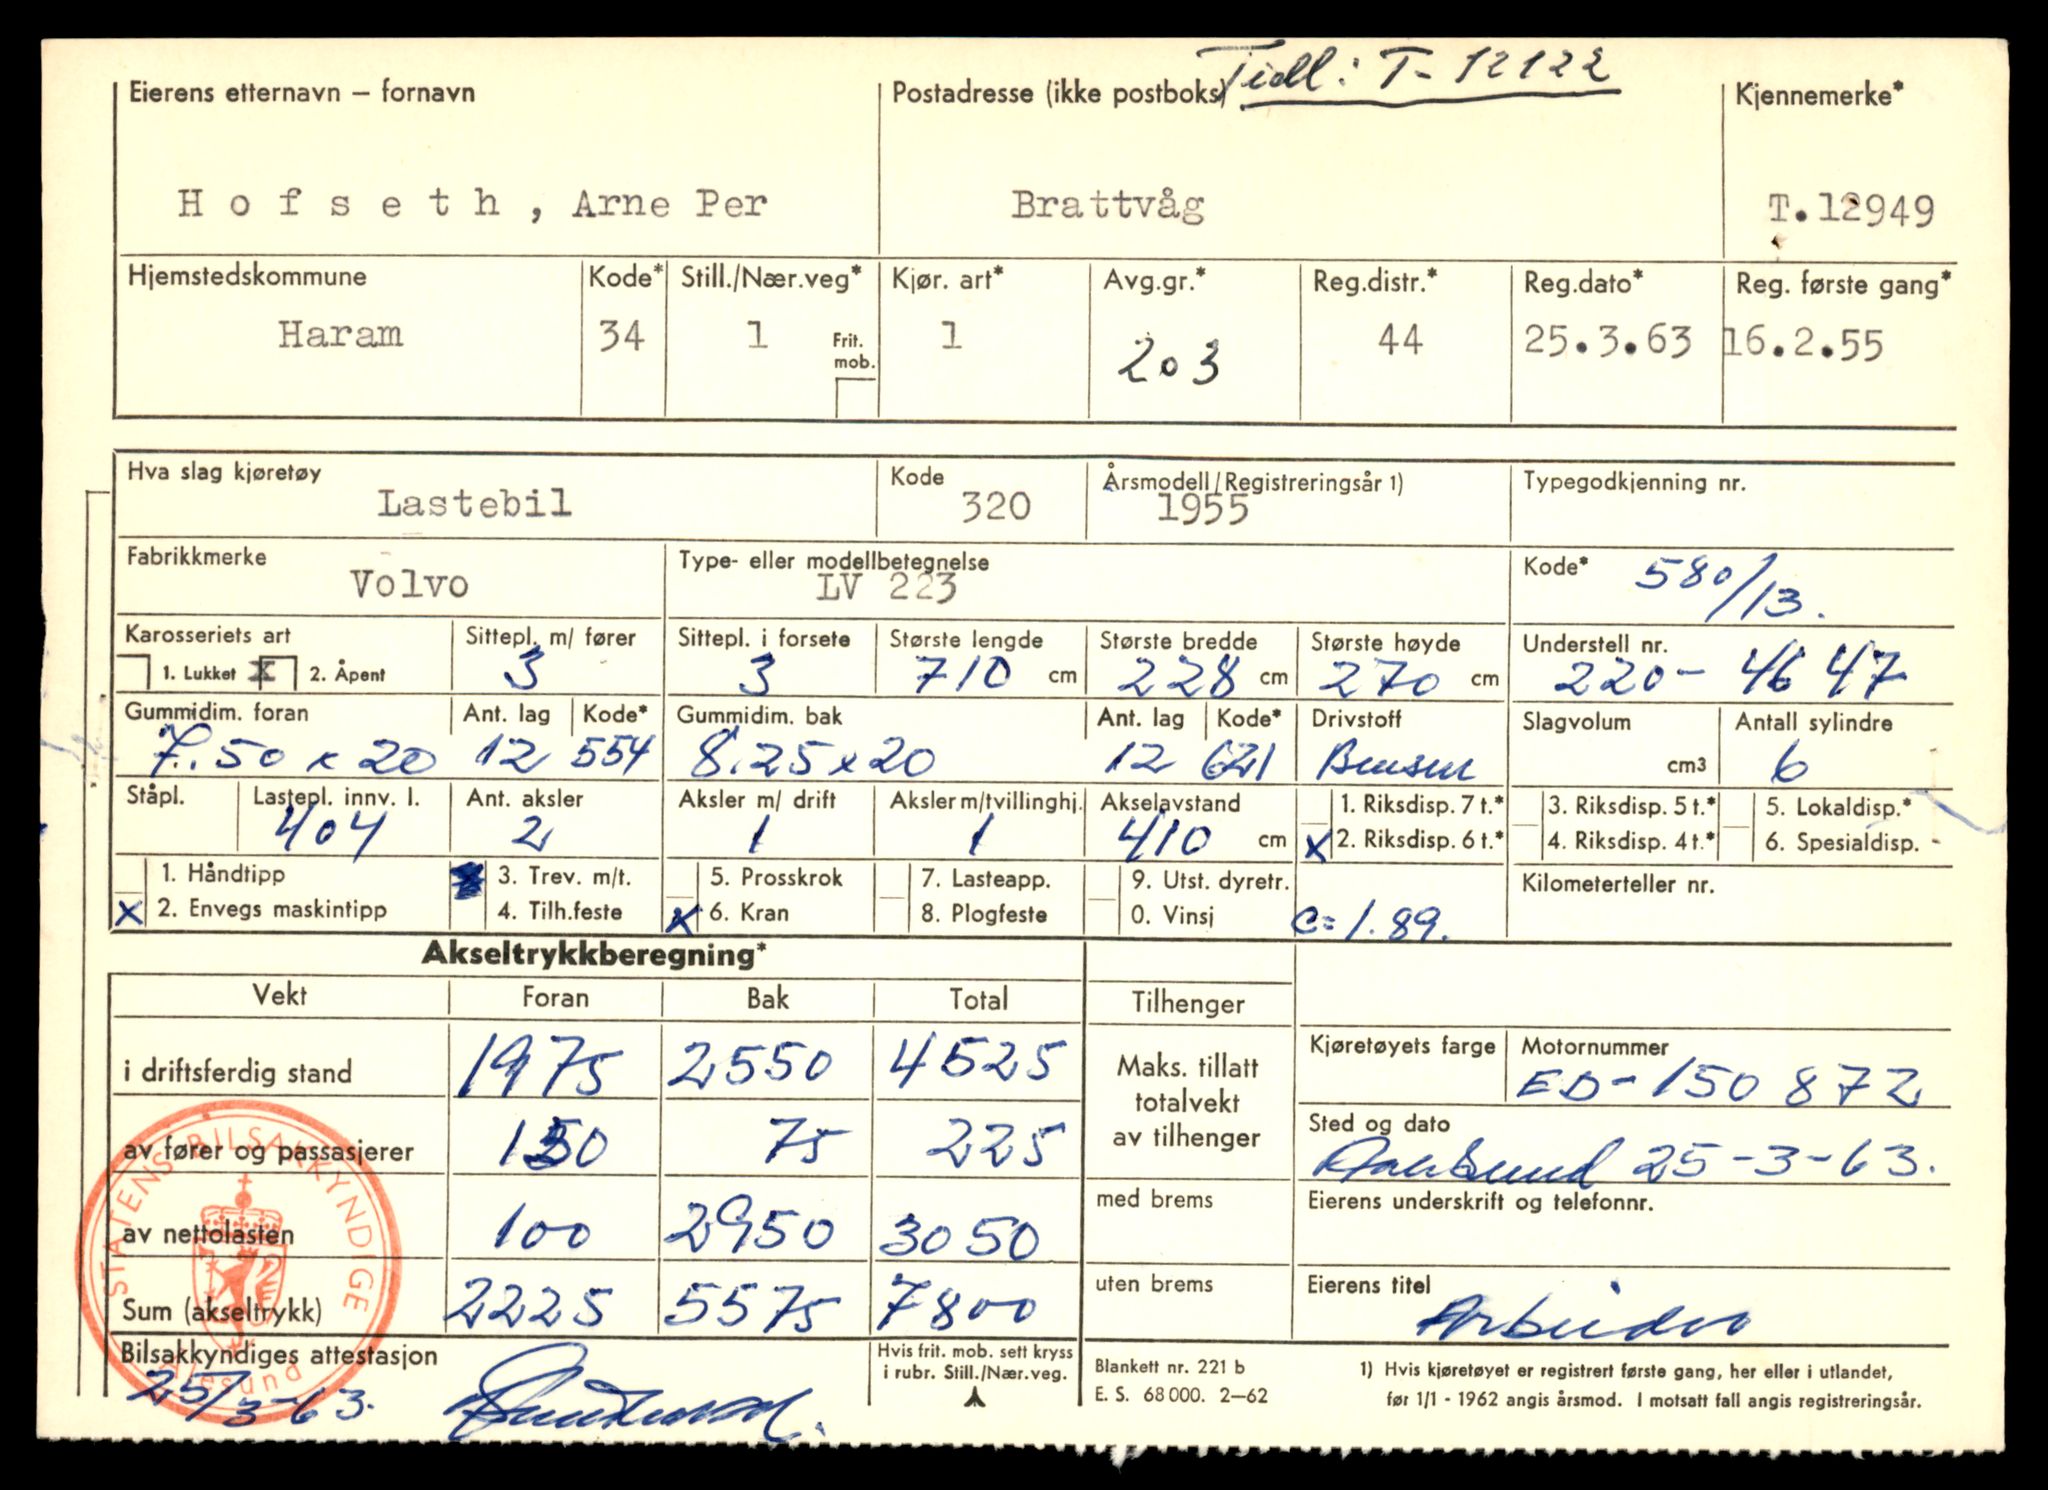 Tidl: T- 12122
Eierens etternavn – fornavn Postadresse (ikke postboks) Kjennemerke*
Hofseth, Arne Per Brattvåg T.12949
Hjemstedskommune Kode* Still./Nær.veg* Kjør. art* Avg.gr.* Reg.distr.* Reg.dato* Reg. første gang*
Haram 34 1 Frit. mob. 1 203 44 25.3.63 16.2.55
Hva slag kjøretøy Kode Årsmodell/Registreringsår 1) Typegodkjenning nr.
Lastebil 320 1955
Fabrikkmerke Type- eller modellbetegnelse Kode*
Volvo LV 223 580/13.
Karosseriets art Sittepl. m/ fører Sittepl. i forsete Største lengde Største bredde Største høyde Understell nr.
1. Lukket X 2. Åpent 3 3 710 cm 228 cm 270 cm 220- 4647
Gummidim. foran Ant. lag Kode* Gummidim. bak Ant. lag Kode* Drivstoff Slagvolum Antall sylindre
7.50 x 20 12 554 8.25 x 20 12 621 Bensin cm3 6
Ståpl. Lastepl. innv. l. Ant. aksler Aksler m/ drift Aksler m/tvillinghj. Akselavstand 1. Riksdisp. 7 t.* 3. Riksdisp. 5 t.* 5. Lokaldisp.*
404 2 1 1 410 cm X 2. Riksdisp. 6 t.* 4. Riksdisp. 4 t.* 6. Spesialdisp.
1. Håndtipp 3. Trev. m/t. 5. Prosskrok 7. Lasteapp. 9. Utst. dyretr. Kilometerteller nr.
X 2. Envegs maskintipp 4. Tilh.feste X 6. Kran 8. Plogfeste 0. Vinsj C= 1.89.
Akseltrykkberegning*
Vekt Foran Bak Total Tilhenger
i driftsferdig stand 1975 2550 4525 Maks. tillatt totalvekt av tilhenger
Kjøretøyets farge Motornummer
ED-150872
av fører og passasjerer 150 75 225 Sted og dato
Aalesund 25-3-63.
av nettolasten 100 2950 3050 med brems Eierens underskrift og telefonnr.
Sum (akseltrykk) 2225 5575 7800 uten brems Eierens titel
Arbeider
Bilsakkyndiges attestasjon Hvis frit. mob. sett kryss i rubr. Still./Nær.veg.
25/3-63.
Blankett nr. 221 b
E. S. 68 000. 2–62
1) Hvis kjøretøyet er registrert første gang, her eller i utlandet,
før 1/1 - 1962 angis årsmod. I motsatt fall angis registreringsår.
STATENS BILSAKKYNDIGE
Ålesund